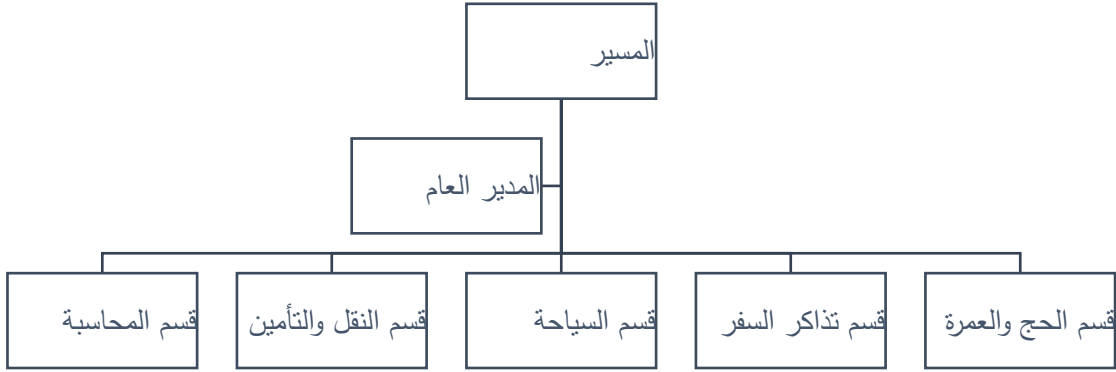 المسير
المدير العام
قسم الحج والعمرة
قسم تذاكر السفر
قسم السياحة
قسم النقل والتأمين
قسم المحاسبة